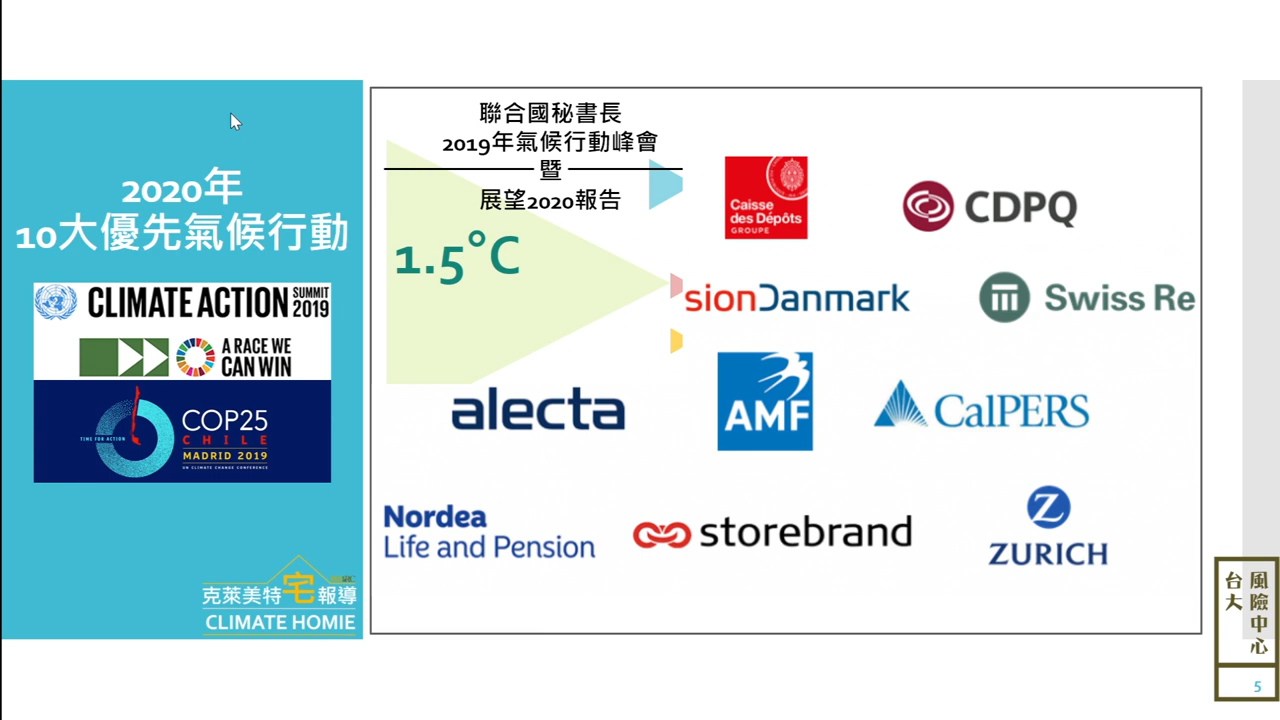 2020年
10大優先氣候行動
CLIMATE ACTION
SUMMIT
2019
A RACE WE
CAN WIN
COP25
CHILE
TIME FOR ACTION
MADRID 2019
UN CLIMATE CHANGE CONFERENCE
克萊美特宅報導
CLIMATE HOMIE
聯合國秘書長
2019年氣候行動峰會
暨
展望2020報告
1.5°C
Caisse
des Dépôts
GROUPE
CDPQ
sionDanmark
Swiss Re
alecta
AMF
CalPERS
Nordea
Life and Pension
storebrand
Z
ZURICH
台大
風險中心
5